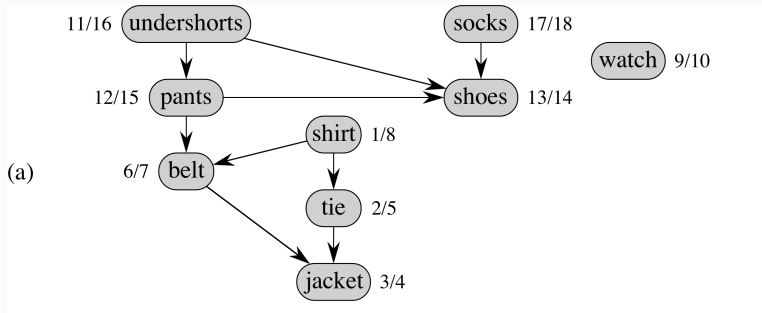 11/16 undershorts socks 17/18
watch 9/10
12/15 pants shoes 13/14
shirt 1/8
(a) 6/7 belt
tie 2/5
jacket 3/4